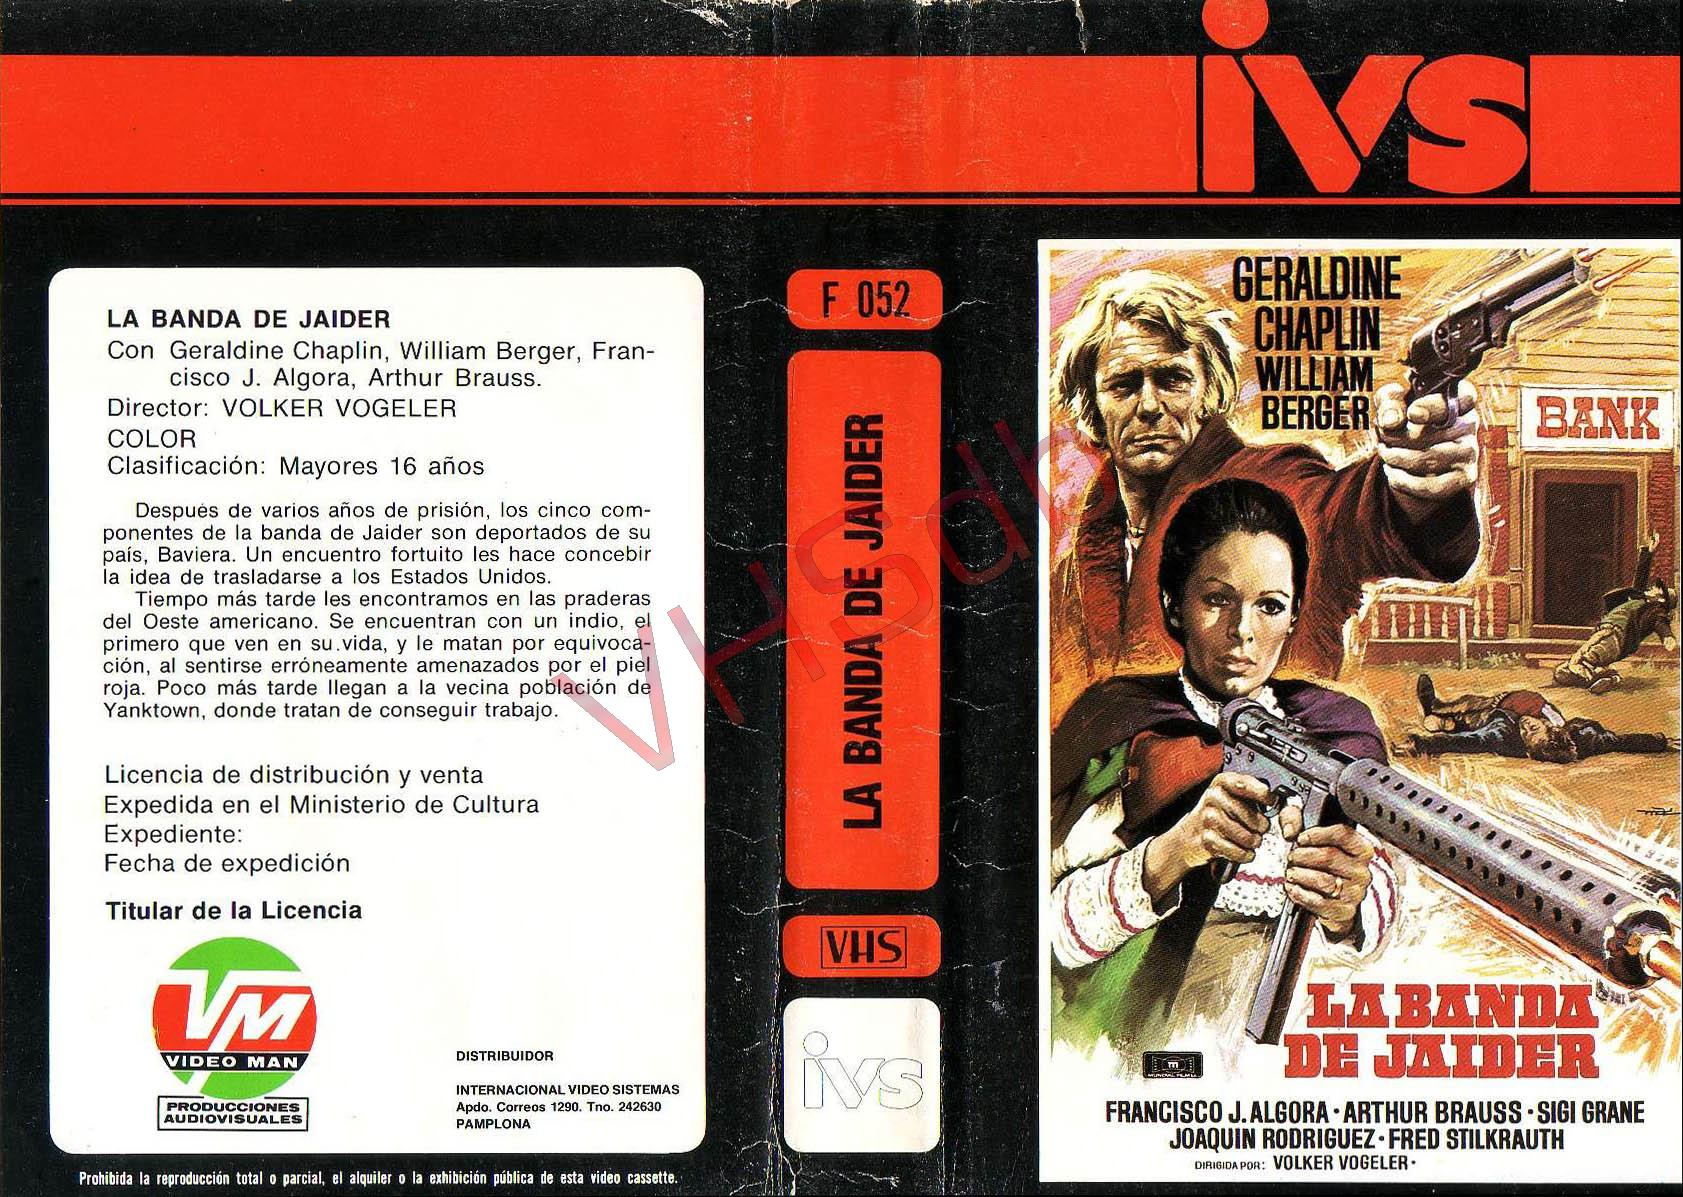 ivs
LA BANDA DE JAIDER
Con Geraldine Chaplin, William Berger, Fran-
cisco J. Algora, Arthur Brauss.
Director: VOLKER VOGELER
COLOR
Clasificación: Mayores 16 años
Después de varios años de prisión, los cinco com-
ponentes de la banda de Jaider son deportados de su
país, Baviera. Un encuentro fortuito les hace concebir
la idea de trasladarse a los Estados Unidos.
Tiempo más tarde les encontramos en las praderas
del Oeste americano. Se encuentran con un indio, el
primero que ven en su.vida, y le matan por equivoca-
ción, al sentirse erróneamente amenazados por el piel
roja. Poco más tarde llegan a la vecina población de
Yanktown, donde tratan de conseguir trabajo.
Licencia de distribución y venta
Expedida en el Ministerio de Cultura
Expediente:
Fecha de expedición
Titular de la Licencia
VM
VIDEO MAN
PRODUCCIONES
AUDIOVISUALES
DISTRIBUIDOR
INTERNACIONAL VIDEO SISTEMAS
Apdo. Correos 1290. Tno. 242630
PAMPLONA
Prohibida la reproducción total o parcial, el alquiler o la exhibición pública de esta video cassette.
F 052
LA BANDA DE JAIDER
VHS
ivs
VHSdb
GERALDINE
CHAPLIN
WILLIAM
BERGER
BANK
LA BANDA
DE JAIDER
FRANCISCO J. ALGORA · ARTHUR BRAUSS · SIGI GRANE
JOAQUIN RODRIGUEZ · FRED STILKRAUTH
DIRIGIDA POR: VOLKER VOGELER·